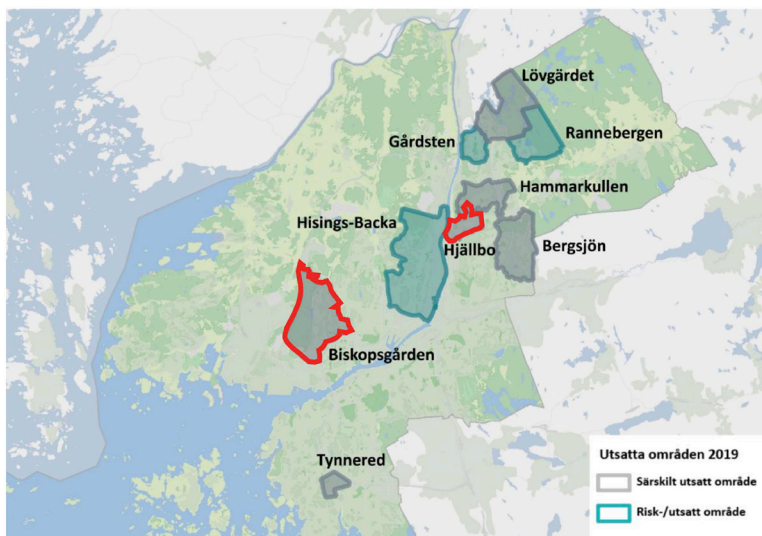 Lövgärdet
Gårdsten
Rannebergen
Hammarkullen
Hisings-Backa
Hjällbo
Bergsjön
Biskopsgården
Tynnered
Utsatta områden 2019
Särskilt utsatt område
Risk-/utsatt område